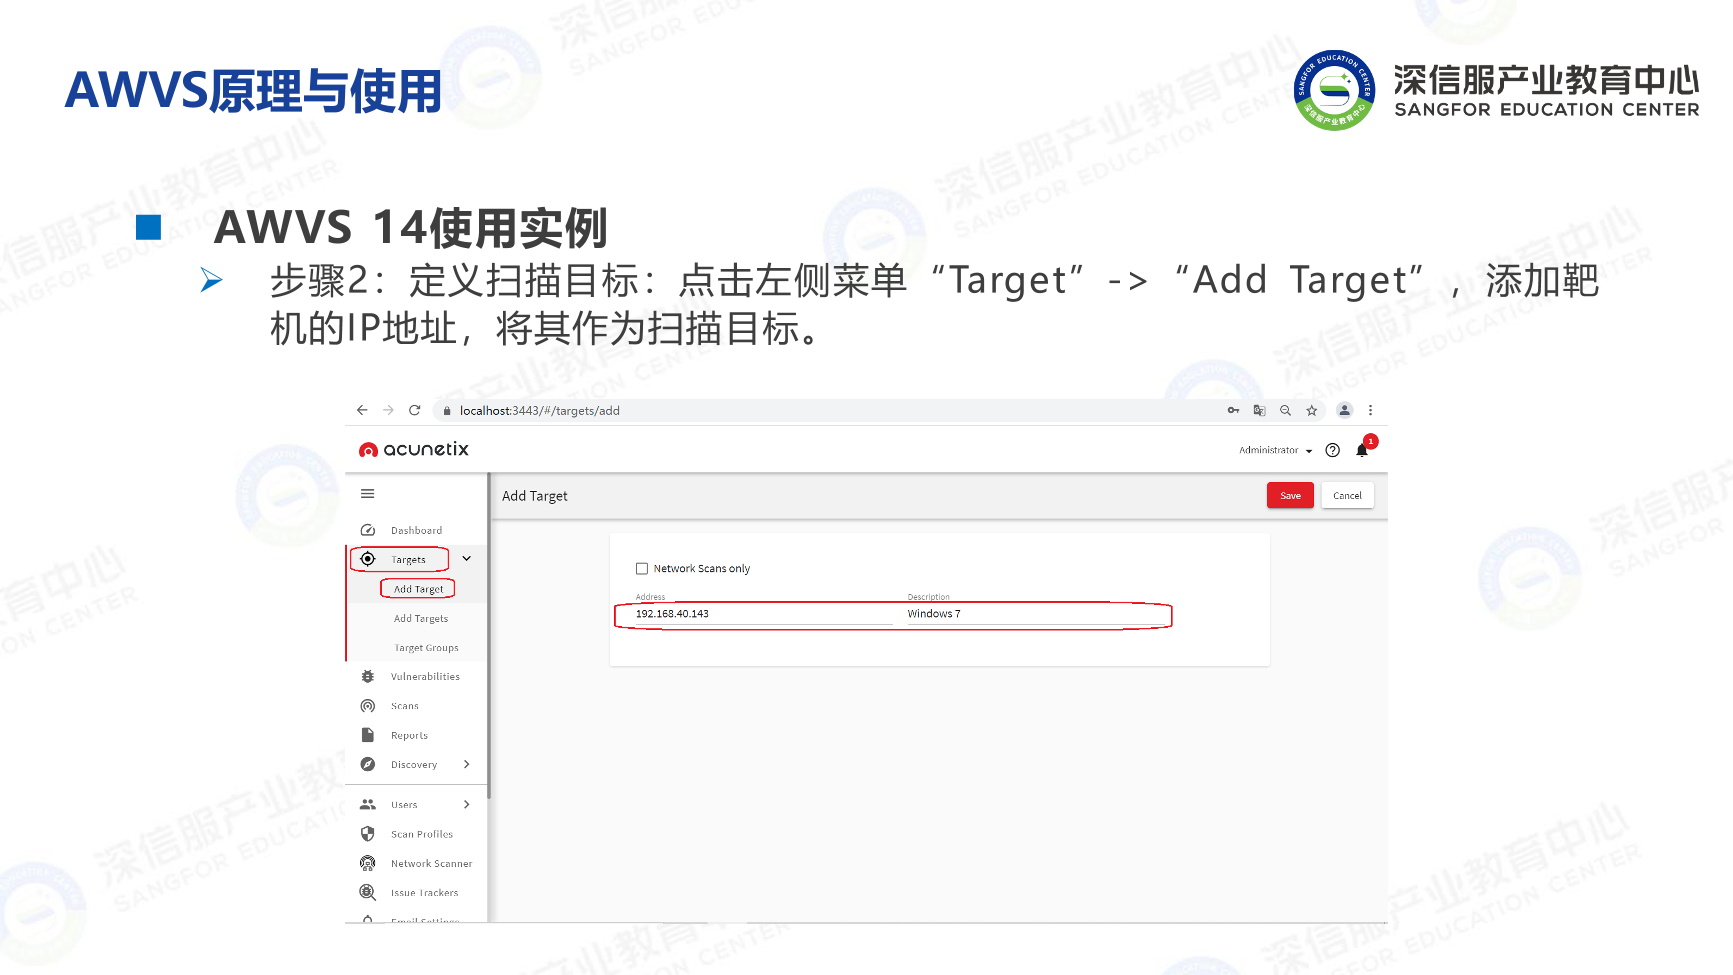 AWVS原理与使用
深信服产业教育中心
SANGFOR EDUCATION CENTER
AWVS 14使用实例
步骤2：定义扫描目标：点击左侧菜单“Target”->“Add Target”，添加靶
机的IP地址，将其作为扫描目标。
localhost:3443/#/targets/add
acunetix
Administrator
1
Add Target
Save
Cancel
Dashboard
Targets
Add Target
Add Targets
Target Groups
Vulnerabilities
Scans
Reports
Discovery
Users
Scan Profiles
Network Scanner
Issue Trackers
Email Settings
Network Scans only
Address
Description
192.168.40.143
Windows 7